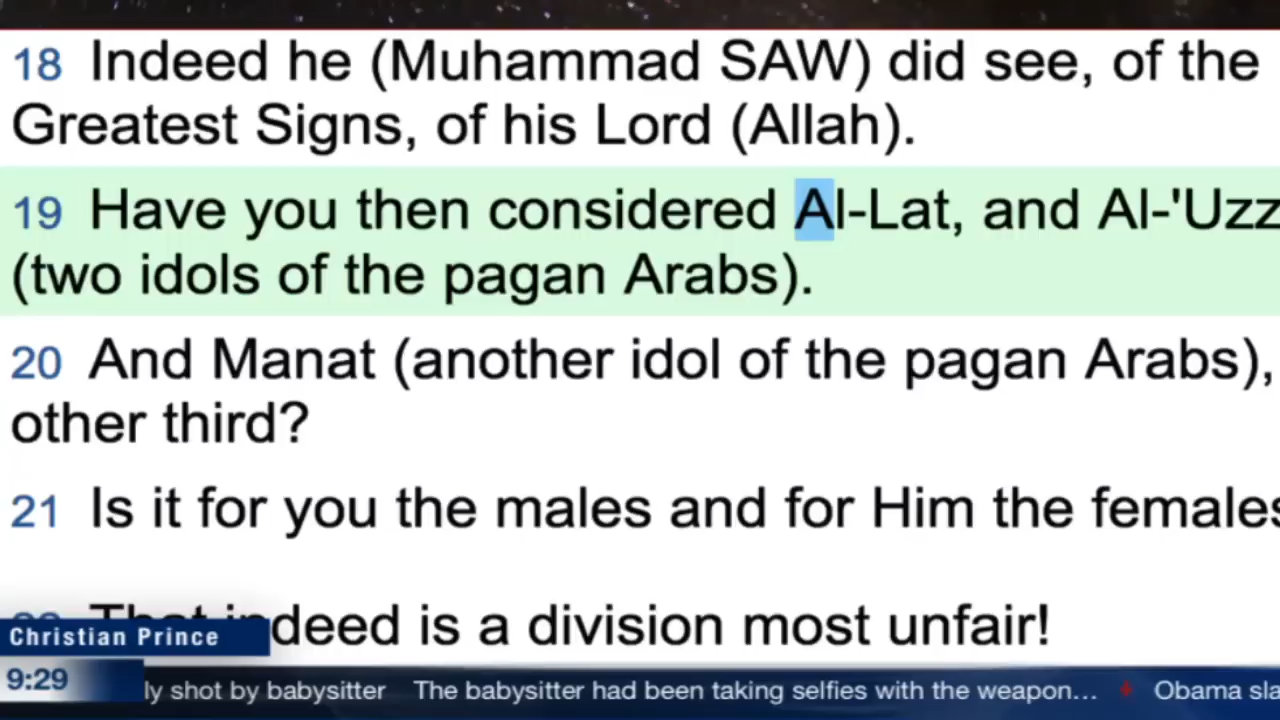 18 Indeed he (Muhammad SAW) did see, of the
Greatest Signs, of his Lord (Allah).
19 Have you then considered Al-Lat, and Al-'Uzz
(two idols of the pagan Arabs).
20 And Manat (another idol of the pagan Arabs),
other third?
21 Is it for you the males and for Him the females
22 That indeed is a division most unfair!
Christian Prince
9:29
ly shot by babysitter The babysitter had been taking selfies with the weapon... Obama sla